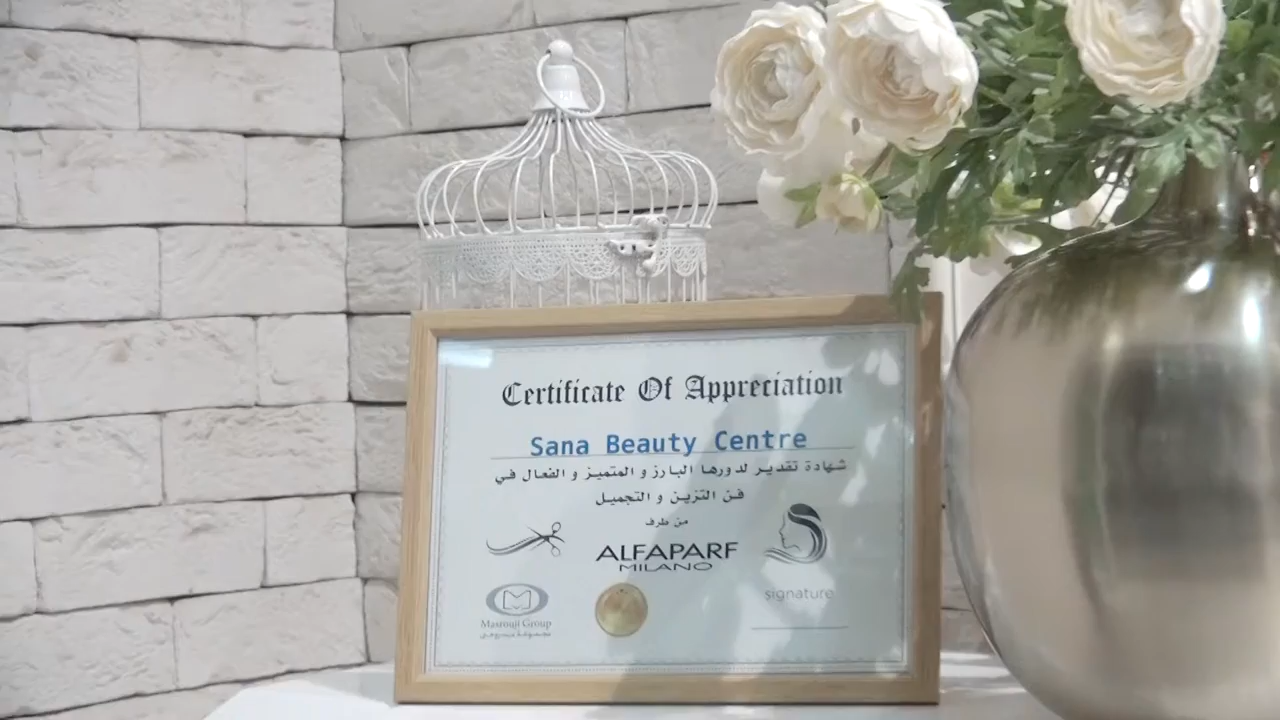 Certificate Of Appreciation
Sana Beauty Centre
شهادة تقدير لدورها البارز و المتميز و الفعال في
فن التزين و التجميل
من طرف
ALFAPARF
MILANO
signature
Masrouji Group
مجموعة مسروجي